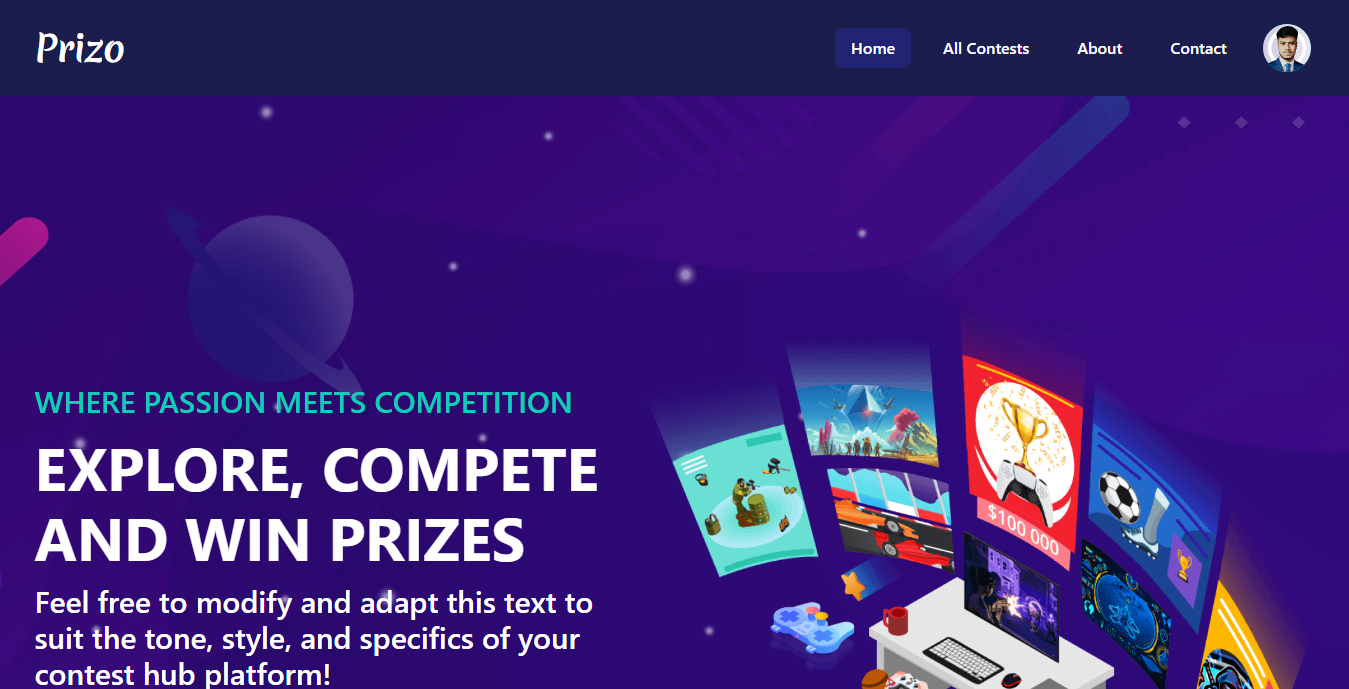 Prizo
Home
All Contests
About
Contact
WHERE PASSION MEETS COMPETITION
EXPLORE, COMPETE
AND WIN PRIZES
Feel free to modify and adapt this text to
suit the tone, style, and specifics of your
contest hub platform!
$100 000